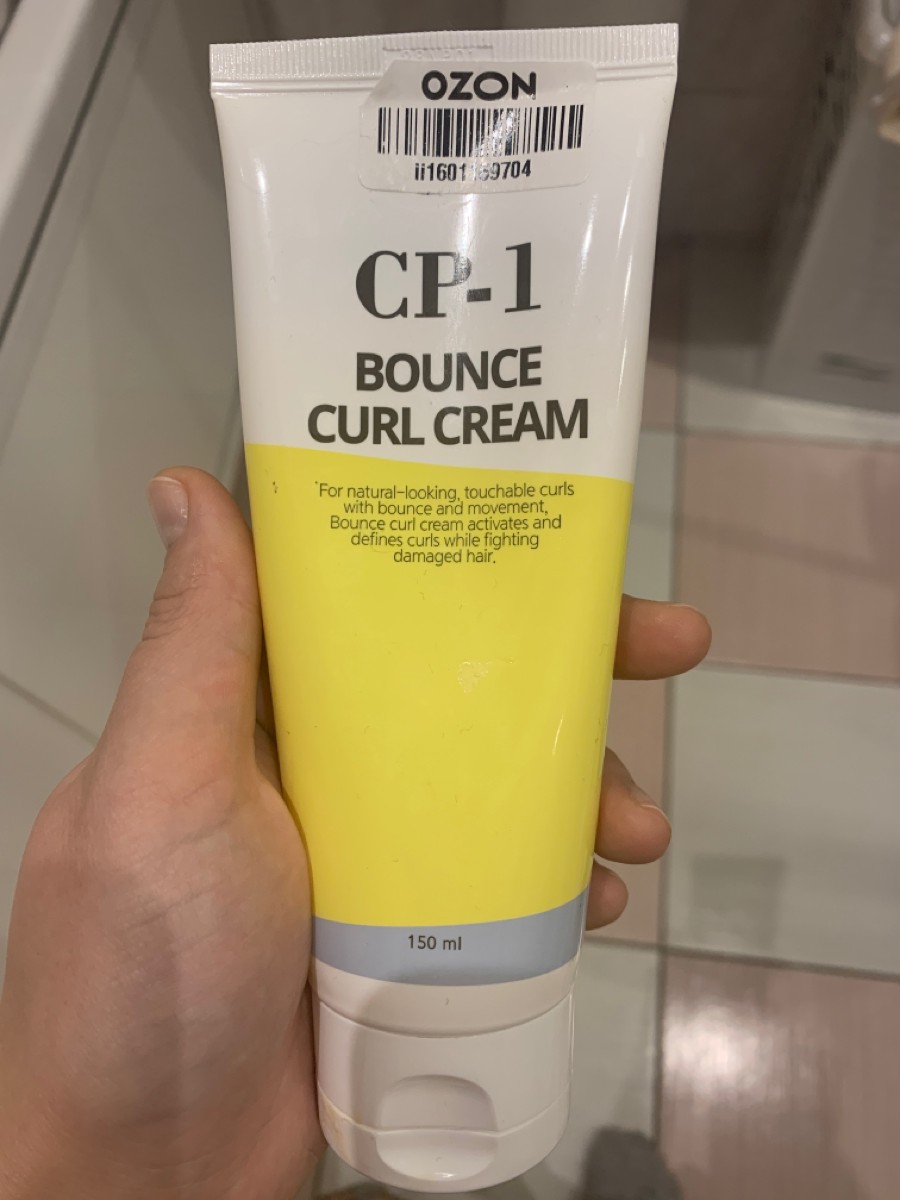 OZON
CP-1
BOUNCE
CURL CREAM
For natural-looking, touchable curls
with bounce and movement,
Bounce curl cream activates and
defines curls while fighting
damaged hair.
150 ml